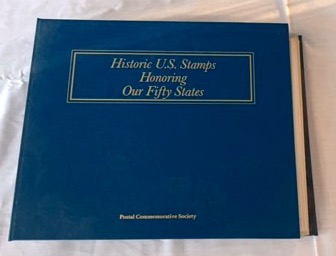 Historic U.S. Stamps
Honoring
Our Fifty States
Postal Commemorative Society